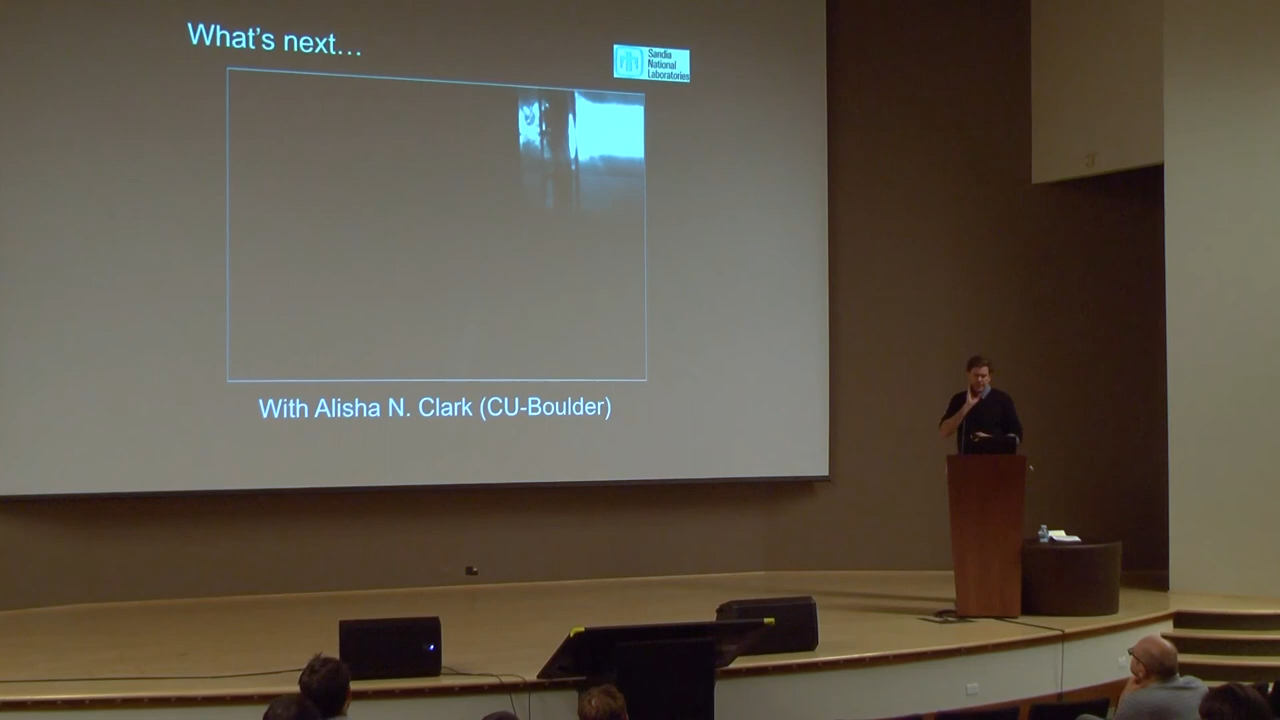 What's next…
Sandia
National
Laboratories
With Alisha N. Clark (CU-Boulder)